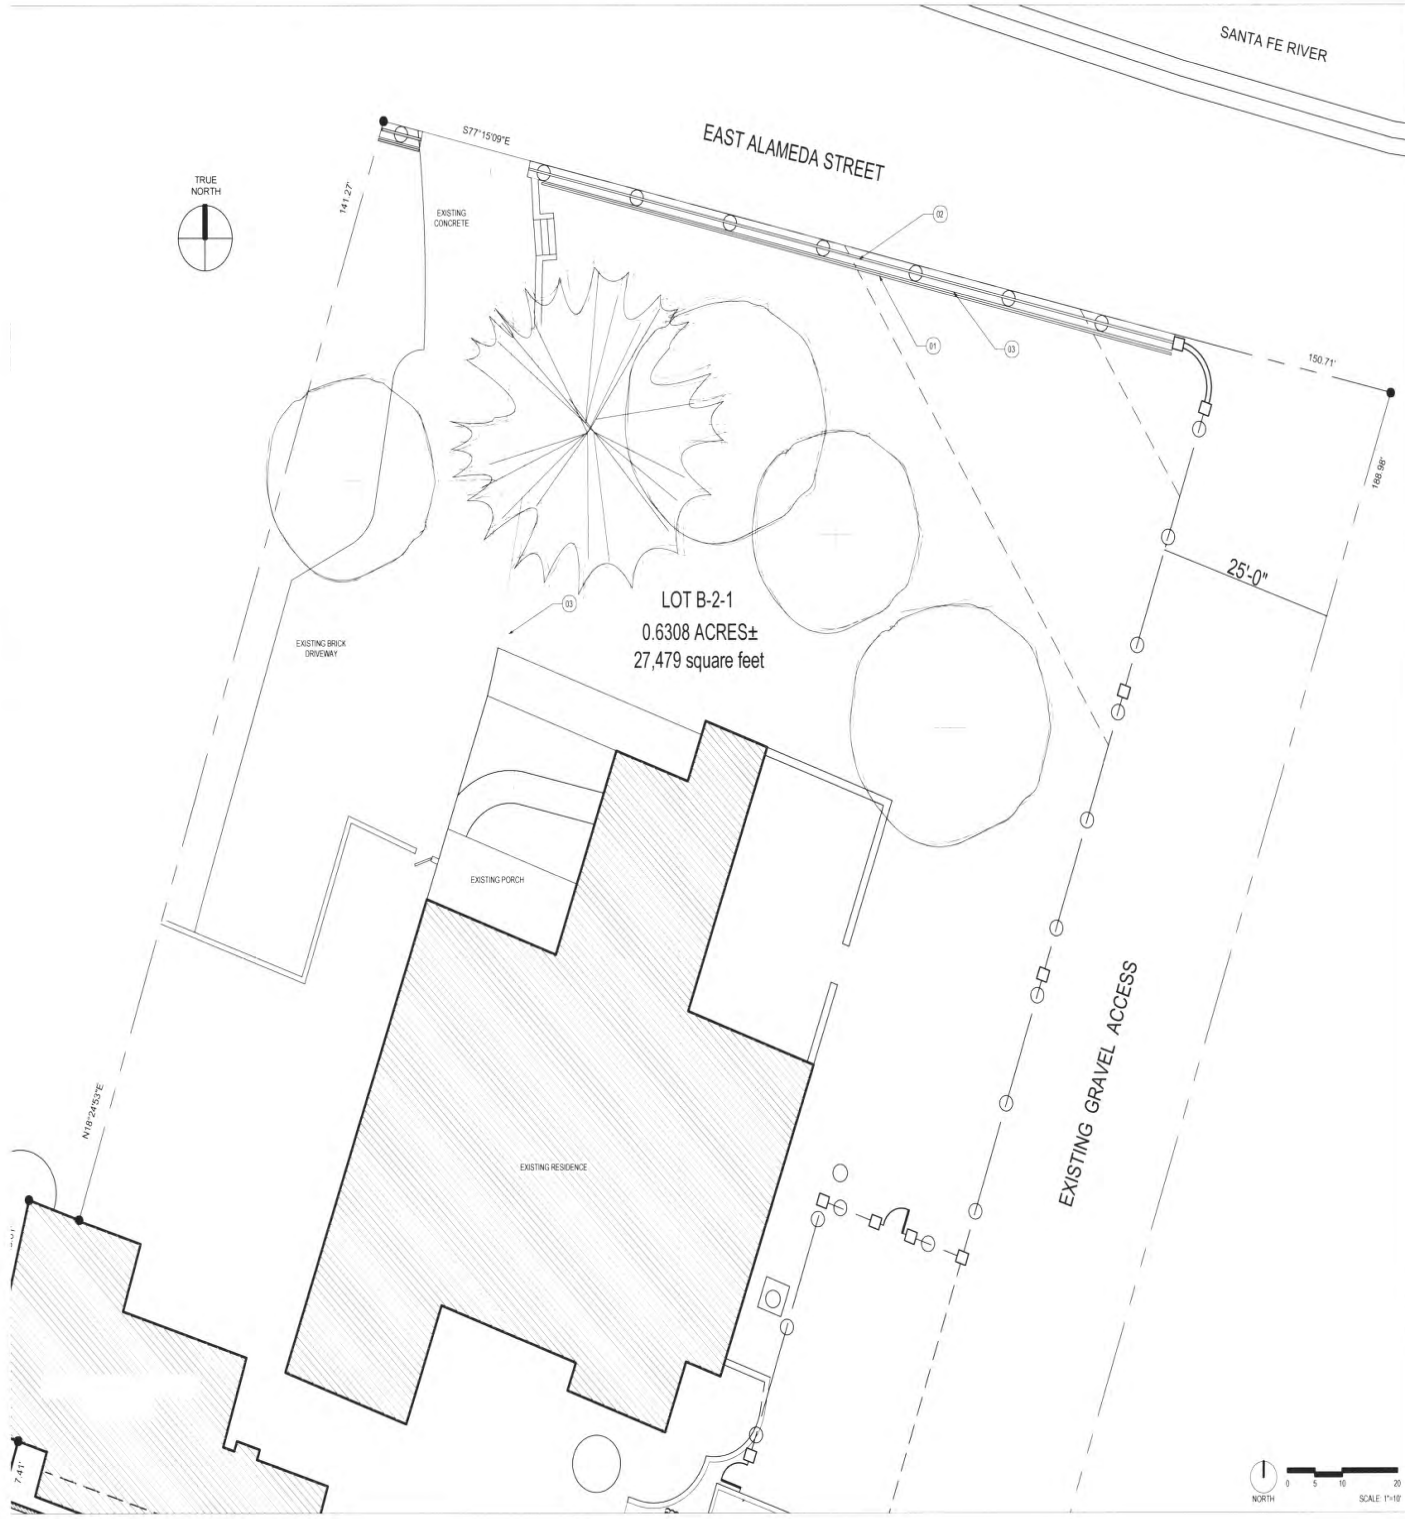 SANTA FE RIVER
EAST ALAMEDA STREET
S77°15'09"E
TRUE
NORTH
141.27'
EXISTING
CONCRETE
02
01
03
150.71'
188.98'
25'-0"
03
LOT B-2-1
0.6308 ACRES±
27,479 square feet
EXISTING BRICK
DRIVEWAY
EXISTING PORCH
EXISTING GRAVEL ACCESS
N18°24'53"E
EXISTING RESIDENCE
7.41'
NORTH
0 5 10 20
SCALE: 1"=10'